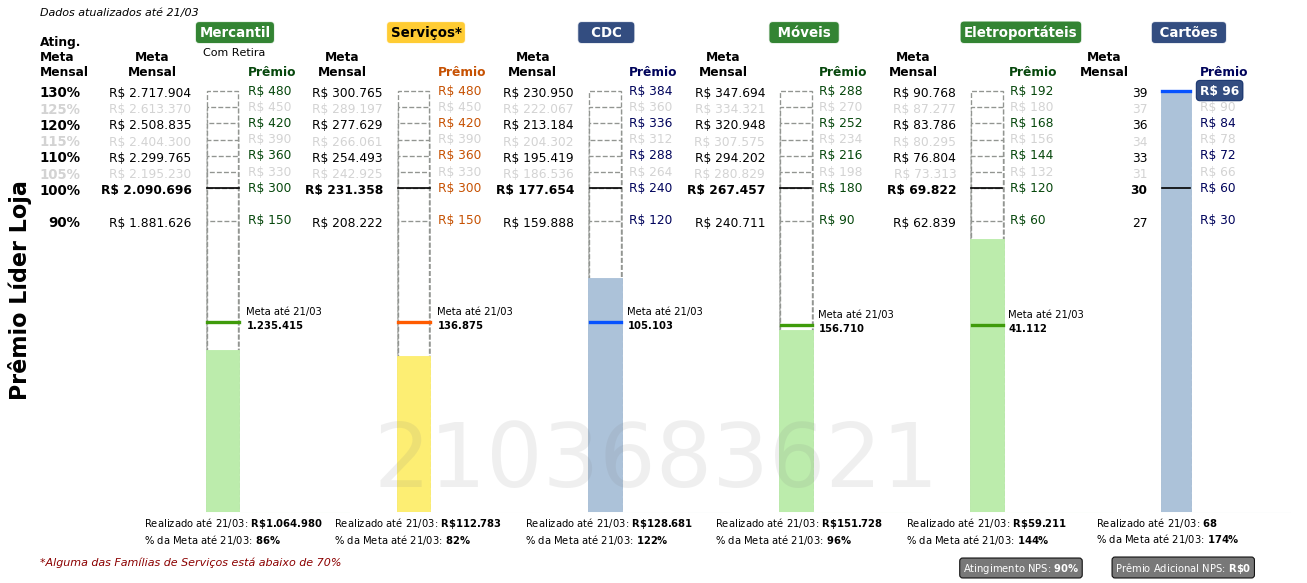 Dados atualizados até 21/03
Mercantil Serviços* CDC Móveis Eletroportáteis Cartões
Com Retira
Ating. Meta Mensal
Meta Mensal Prêmio Meta Mensal Prêmio Meta Mensal Prêmio Meta Mensal Prêmio Meta Mensal Prêmio Meta Mensal Prêmio
130% R$ 2.717.904 R$ 480 R$ 300.765 R$ 480 R$ 230.950 R$ 384 R$ 347.694 R$ 288 R$ 90.768 R$ 192 39 R$ 96
125% R$ 2.613.370 R$ 450 R$ 289.197 R$ 450 R$ 222.067 R$ 360 R$ 334.321 R$ 270 R$ 87.277 R$ 180 37 R$ 90
120% R$ 2.508.835 R$ 420 R$ 277.629 R$ 420 R$ 213.184 R$ 336 R$ 320.948 R$ 252 R$ 83.786 R$ 168 36 R$ 84
115% R$ 2.404.300 R$ 390 R$ 266.061 R$ 390 R$ 204.302 R$ 312 R$ 307.575 R$ 234 R$ 80.295 R$ 156 34 R$ 78
110% R$ 2.299.765 R$ 360 R$ 254.493 R$ 360 R$ 195.419 R$ 288 R$ 294.202 R$ 216 R$ 76.804 R$ 144 33 R$ 72
105% R$ 2.195.230 R$ 330 R$ 242.925 R$ 330 R$ 186.536 R$ 264 R$ 280.829 R$ 198 R$ 73.313 R$ 132 31 R$ 66
100% R$ 2.090.696 R$ 300 R$ 231.358 R$ 300 R$ 177.654 R$ 240 R$ 267.457 R$ 180 R$ 69.822 R$ 120 30 R$ 60
90% R$ 1.881.626 R$ 150 R$ 208.222 R$ 150 R$ 159.888 R$ 120 R$ 240.711 R$ 90 R$ 62.839 R$ 60 27 R$ 30
Prêmio Líder Loja
Meta até 21/03 Meta até 21/03 Meta até 21/03 Meta até 21/03 Meta até 21/03
1.235.415 136.875 105.103 156.710 41.112
2103683621
Realizado até 21/03: R$1.064.980 Realizado até 21/03: R$112.783 Realizado até 21/03: R$128.681 Realizado até 21/03: R$151.728 Realizado até 21/03: R$59.211 Realizado até 21/03: 68
% da Meta até 21/03: 86% % da Meta até 21/03: 82% % da Meta até 21/03: 122% % da Meta até 21/03: 96% % da Meta até 21/03: 144% % da Meta até 21/03: 174%
*Alguma das Famílias de Serviços está abaixo de 70%
Atingimento NPS: 90% Prêmio Adicional NPS: R$0